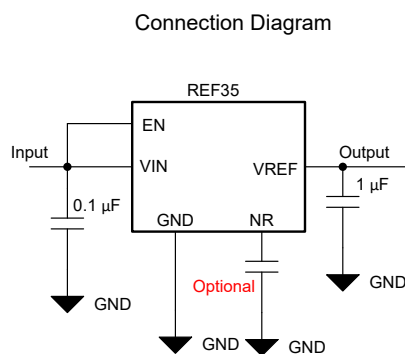 Connection Diagram
REF35
EN
Input
VIN
VREF
Output
0.1 µF
1 µF
GND
NR
Optional
GND
GND
GND
GND